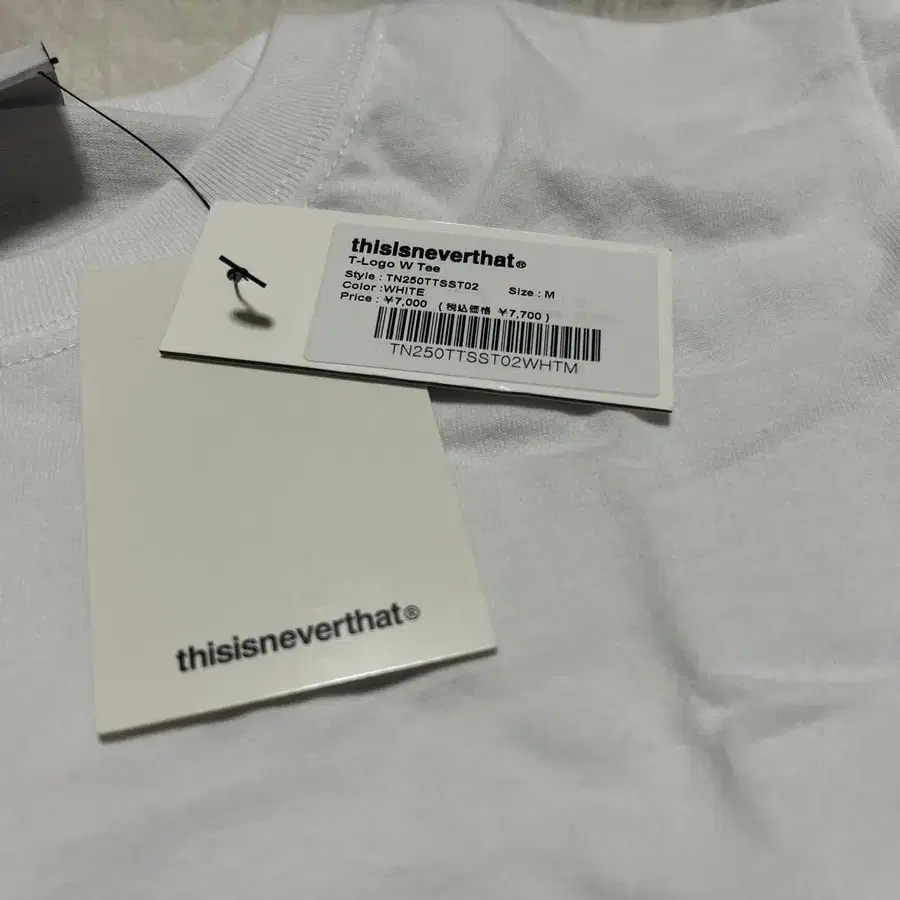 thisisneverthat®
T-Logo W Tee
Style : TN250TTSST02 Size : M
Color :WHITE
Price : ¥7,000 (税込価格 ¥7,700)
TN250TTSST02WHTM
thisisneverthat®